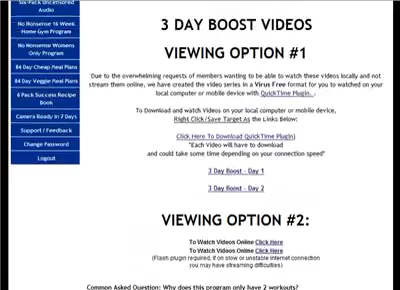 Six-Pack Uncensored
Audio
No Nonsense 16 Week
Home Gym Program
No Nonsense Womens
Only Program
84 Day Cheap Meal Plans
84 Day Veggie Meal Plans
6 Pack Success Recipe
Book
Camera Ready in 7 Days
Support / Feedback
Change Password
Logout
3 DAY BOOST VIDEOS
VIEWING OPTION #1
Due to the overwhelming requests of members wanting to be able to watch these videos locally and not
stream them online, we have created the video series in a Virus Free format for you to watched on your
local computer or mobile device with QuickTime Plugin. .
To Download and watch Videos on your local computer or mobile device,
Right Click/Save Target As the Links Below:
Click Here To Download QuickTime Plugin)
"Each Video will have to download
and could take some time depending on your connection speed"
3 Day Boost - Day 1
3 Day Boost - Day 2
VIEWING OPTION #2:
To Watch Videos Online Click Here
To Watch Videos Online Click Here
(Flash plugin required, if on slow or unstable internet connection
you may have streaming difficulties)
Common Asked Question: Why does this program only have 2 workouts?